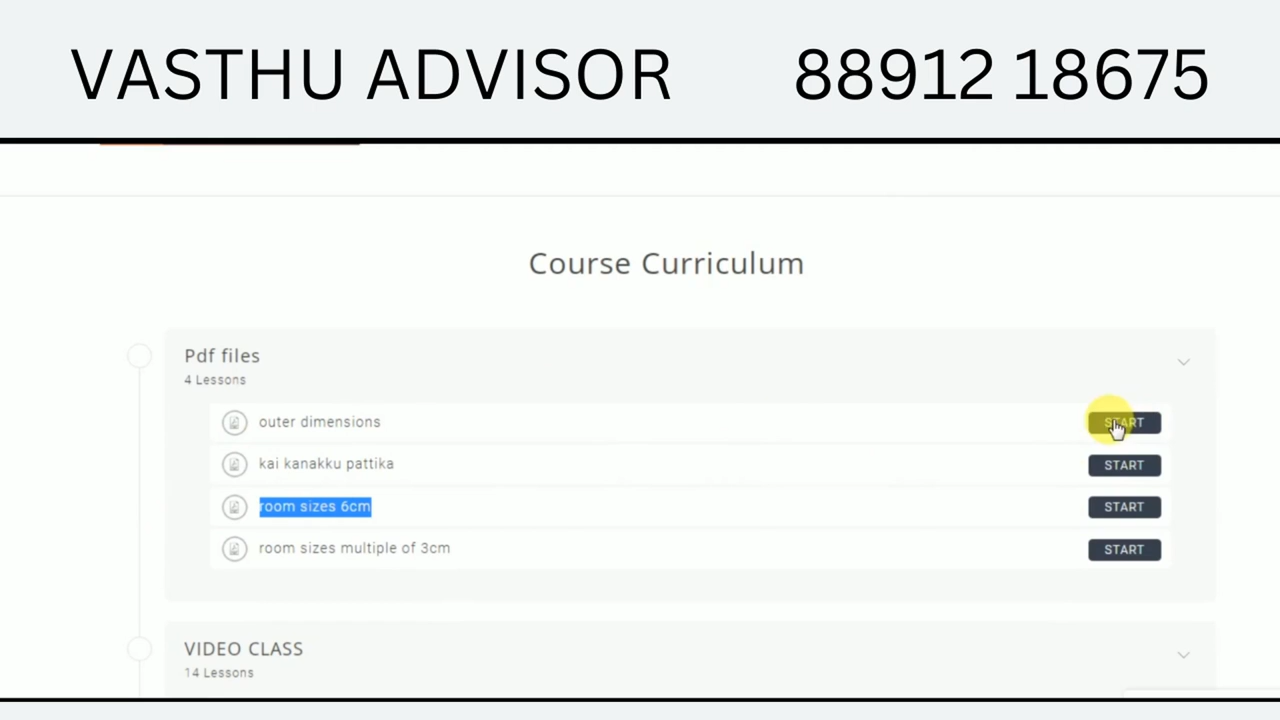 VASTHU ADVISOR 88912 18675
Course Curriculum
Pdf files
4 Lessons
outer dimensions START
kai kanakku pattika START
room sizes 6cm START
room sizes multiple of 3cm START
VIDEO CLASS
14 Lessons